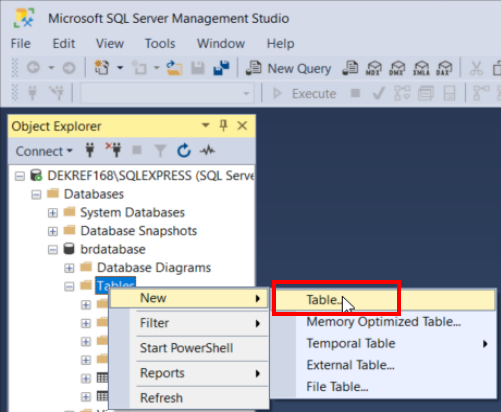 Microsoft SQL Server Management Studio
File Edit View Tools Window Help
New Query MDX DMX XMLA DAX
Execute
Object Explorer
Connect
DEKREF168\SQLEXPRESS (SQL Serve
Databases
System Databases
Database Snapshots
brdatabase
Database Diagrams
Tables
New
Filter
Start PowerShell
Reports
Refresh
Table...
Memory Optimized Table...
Temporal Table
External Table...
File Table...